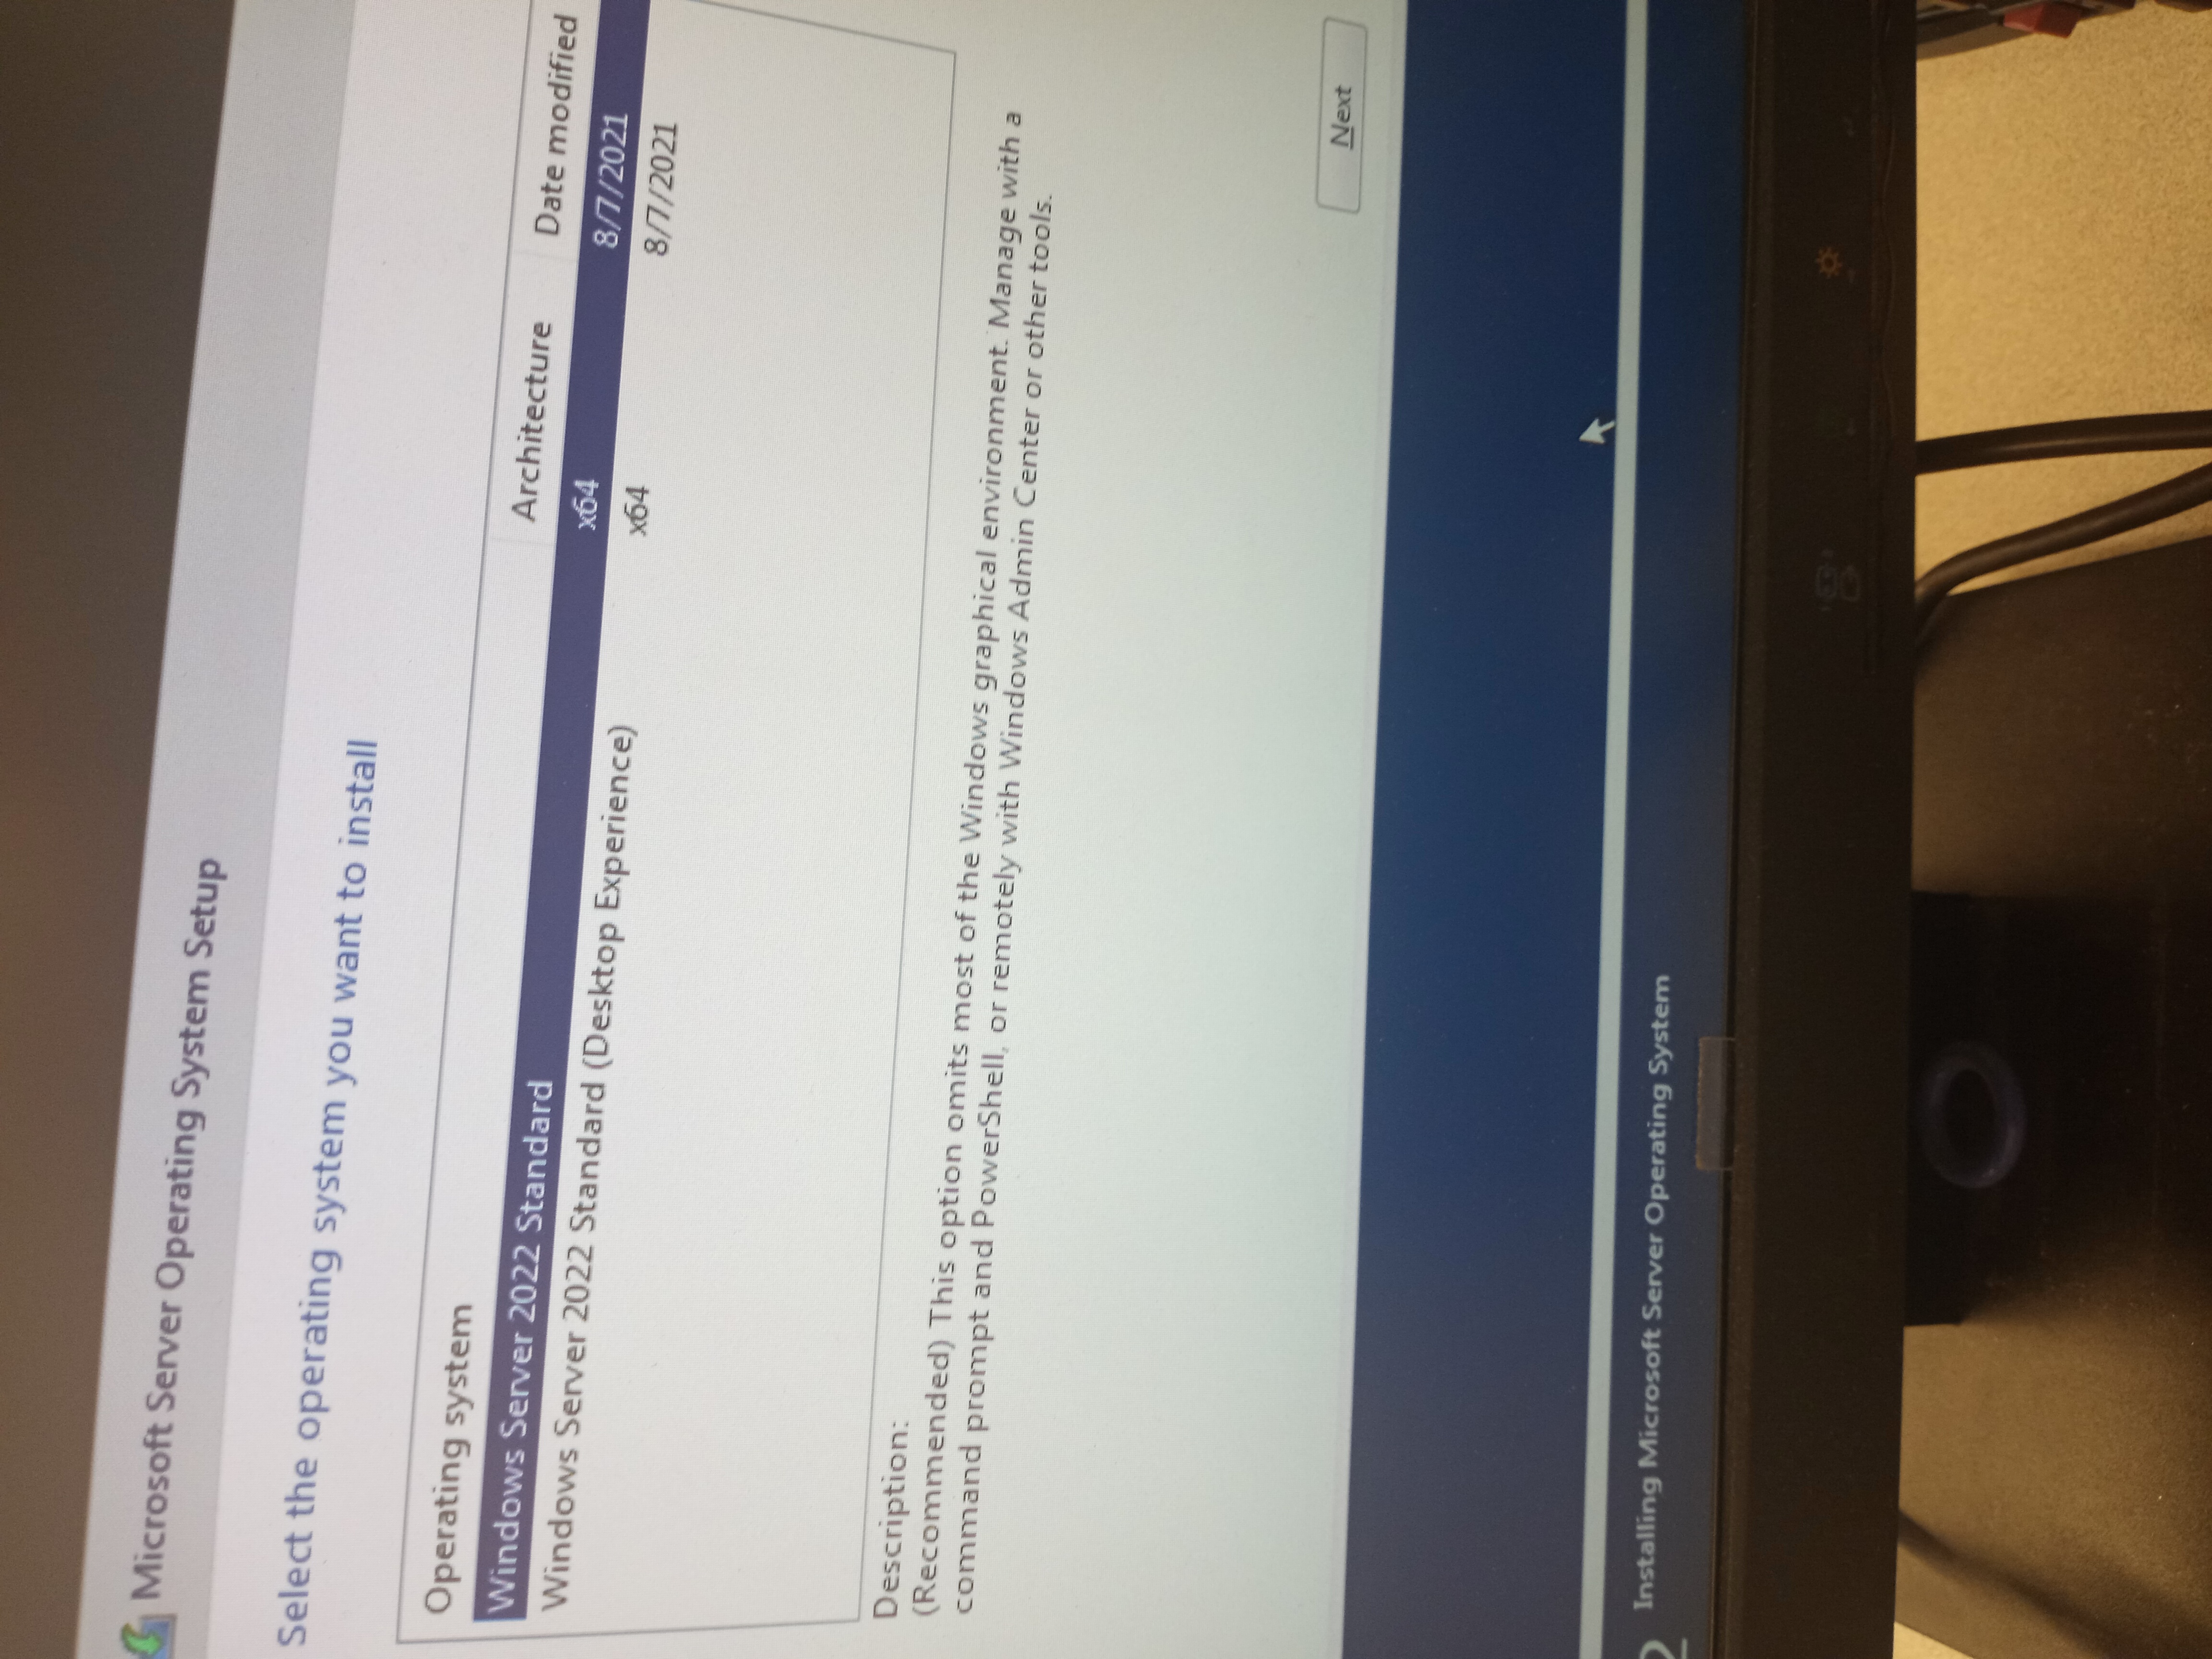 Microsoft Server Operating System Setup
Select the operating system you want to install
Operating system Architecture Date modified
Windows Server 2022 Standard x64 8/7/2021
Windows Server 2022 Standard (Desktop Experience) x64 8/7/2021
Description:
(Recommended) This option omits most of the Windows graphical environment. Manage with a
command prompt and PowerShell, or remotely with Windows Admin Center or other tools.
Next
2 Installing Microsoft Server Operating System